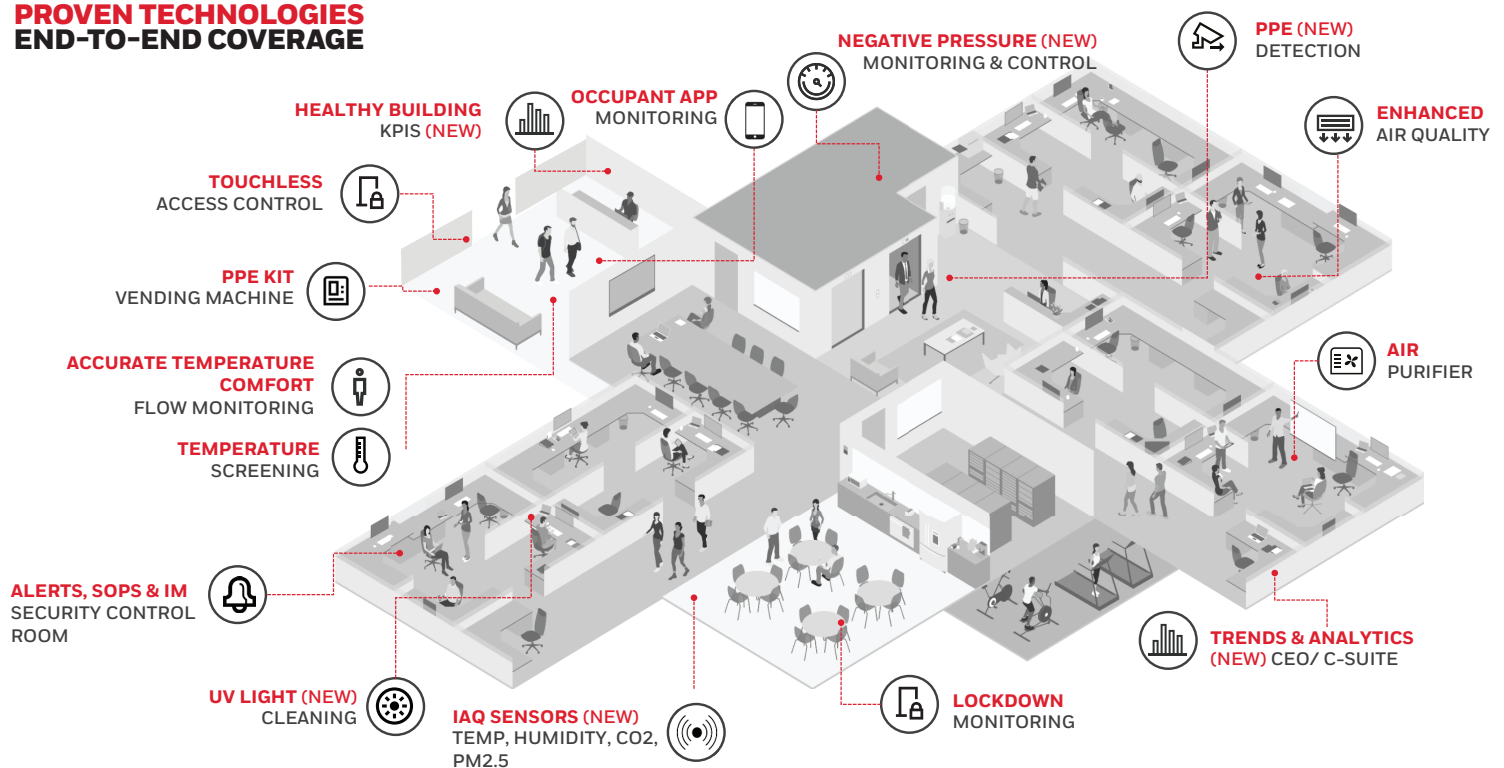 PROVEN TECHNOLOGIES
END-TO-END COVERAGE
HEALTHY BUILDING
KPIS (NEW)
OCCUPANT APP
MONITORING
NEGATIVE PRESSURE (NEW)
MONITORING & CONTROL
PPE (NEW)
DETECTION
ENHANCED
AIR QUALITY
TOUCHLESS
ACCESS CONTROL
PPE KIT
VENDING MACHINE
ACCURATE TEMPERATURE
COMFORT
FLOW MONITORING
TEMPERATURE
SCREENING
AIR
PURIFIER
ALERTS, SOPS & IM
SECURITY CONTROL
ROOM
UV LIGHT (NEW)
CLEANING
IAQ SENSORS (NEW)
TEMP, HUMIDITY, CO2,
PM2.5
LOCKDOWN
MONITORING
TRENDS & ANALYTICS
(NEW) CEO/ C-SUITE